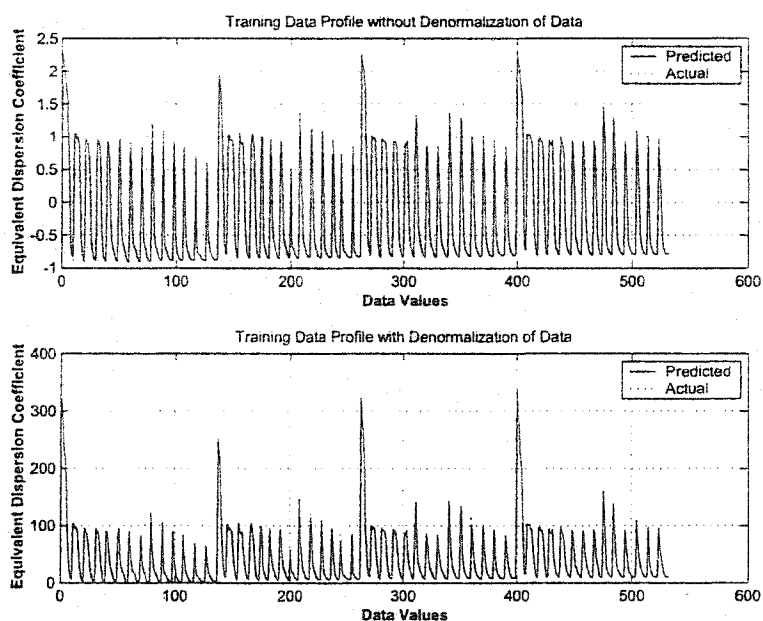 Training Data Profile without Denormalization of Data
Equivalent Dispersion Coefficient
2.5
2
1.5
1
0.5
0
-0.5
-1
Predicted
Actual
0
100
200
300
400
500
600
Data Values
Training Data Profile with Denormalization of Data
Equivalent Dispersion Coefficient
400
300
200
100
0
Predicted
Actual
0
100
200
300
400
500
600
Data Values